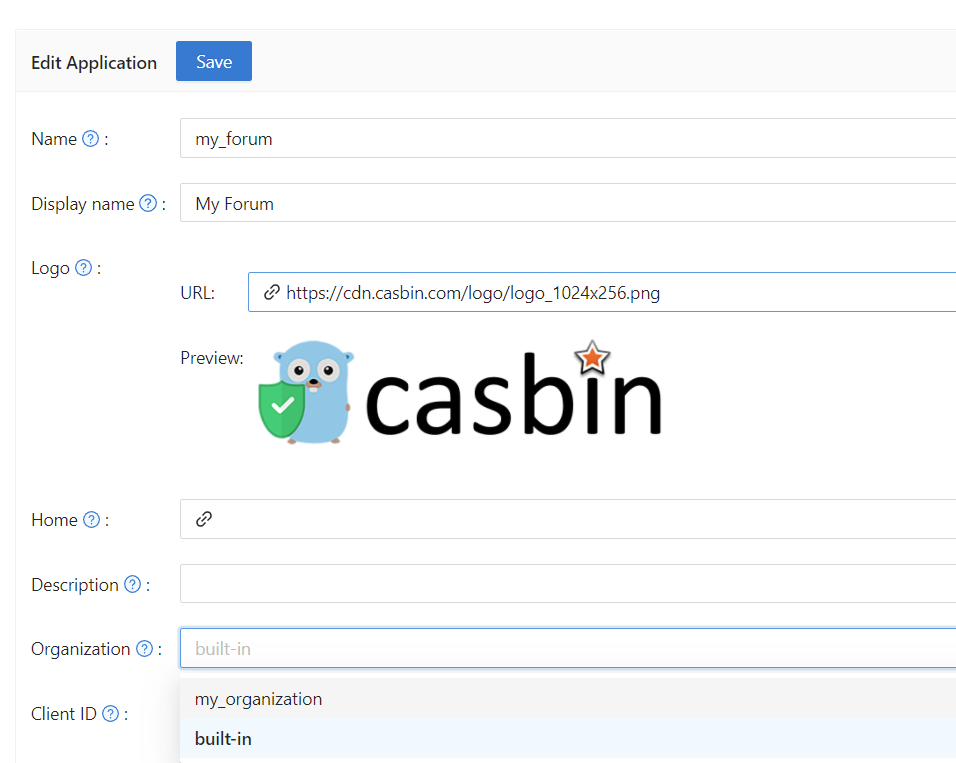 Edit Application Save
Name ? : my_forum
Display name ? : My Forum
Logo ? :
URL: https://cdn.casbin.com/logo/logo_1024x256.png
Preview: casbin
Home ? :
Description ? :
Organization ? : built-in
my_organization
Client ID ? :
built-in